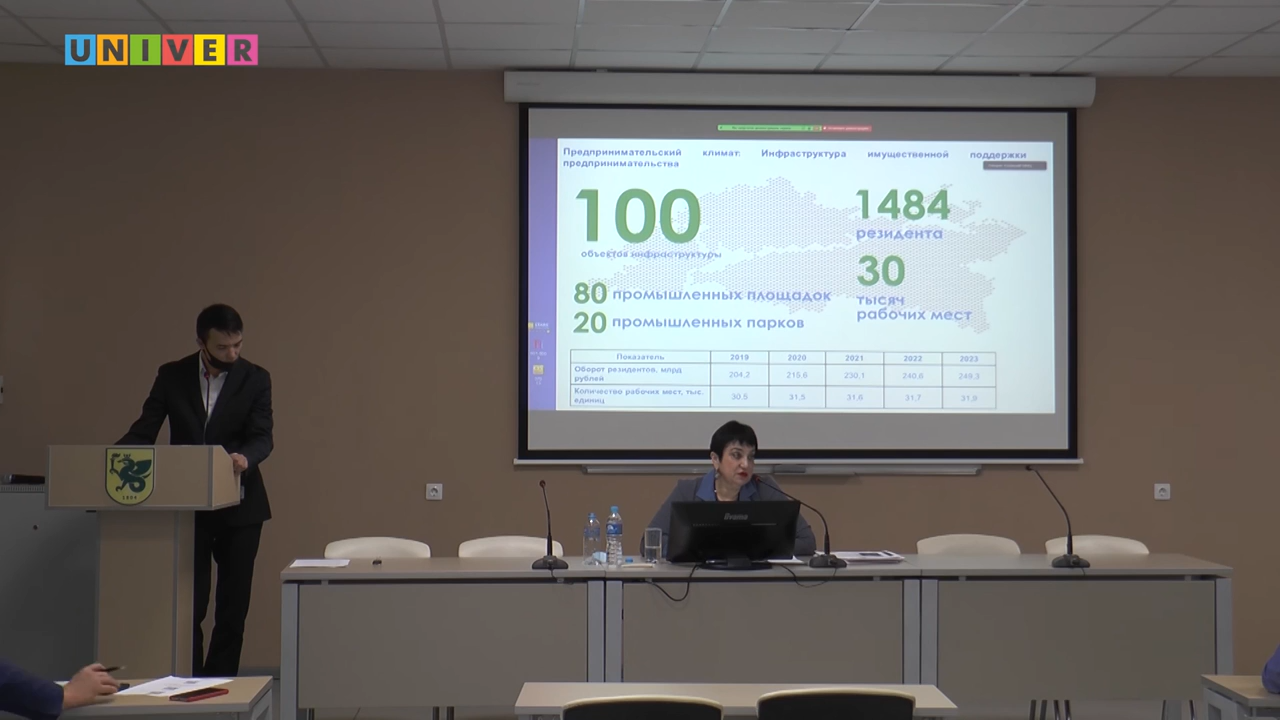 UNIVER
Предпринимательский климат: Инфраструктура имущественной поддержки
предпринимательства
100
объектов инфраструктуры
80 промышленных площадок
20 промышленных парков
1484
резидента
30
тысяч
рабочих мест
Показатель 2019 2020 2021 2022 2023
Оборот резидентов, млрд
рублей 204,2 215,6 230,1 240,6 249,3
Количество рабочих мест, тыс.
единиц 30,5 31,5 31,6 31,7 31,9
iiyama
1894